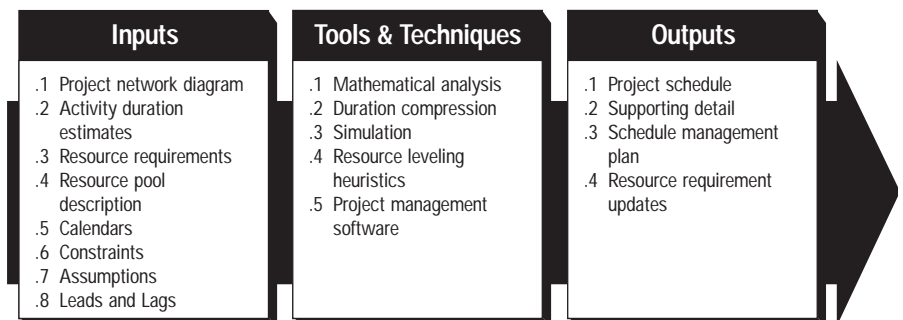 Inputs
.1 Project network diagram
.2 Activity duration
estimates
.3 Resource requirements
.4 Resource pool
description
.5 Calendars
.6 Constraints
.7 Assumptions
.8 Leads and Lags
Tools & Techniques
.1 Mathematical analysis
.2 Duration compression
.3 Simulation
.4 Resource leveling
heuristics
.5 Project management
software
Outputs
.1 Project schedule
.2 Supporting detail
.3 Schedule management
plan
.4 Resource requirement
updates